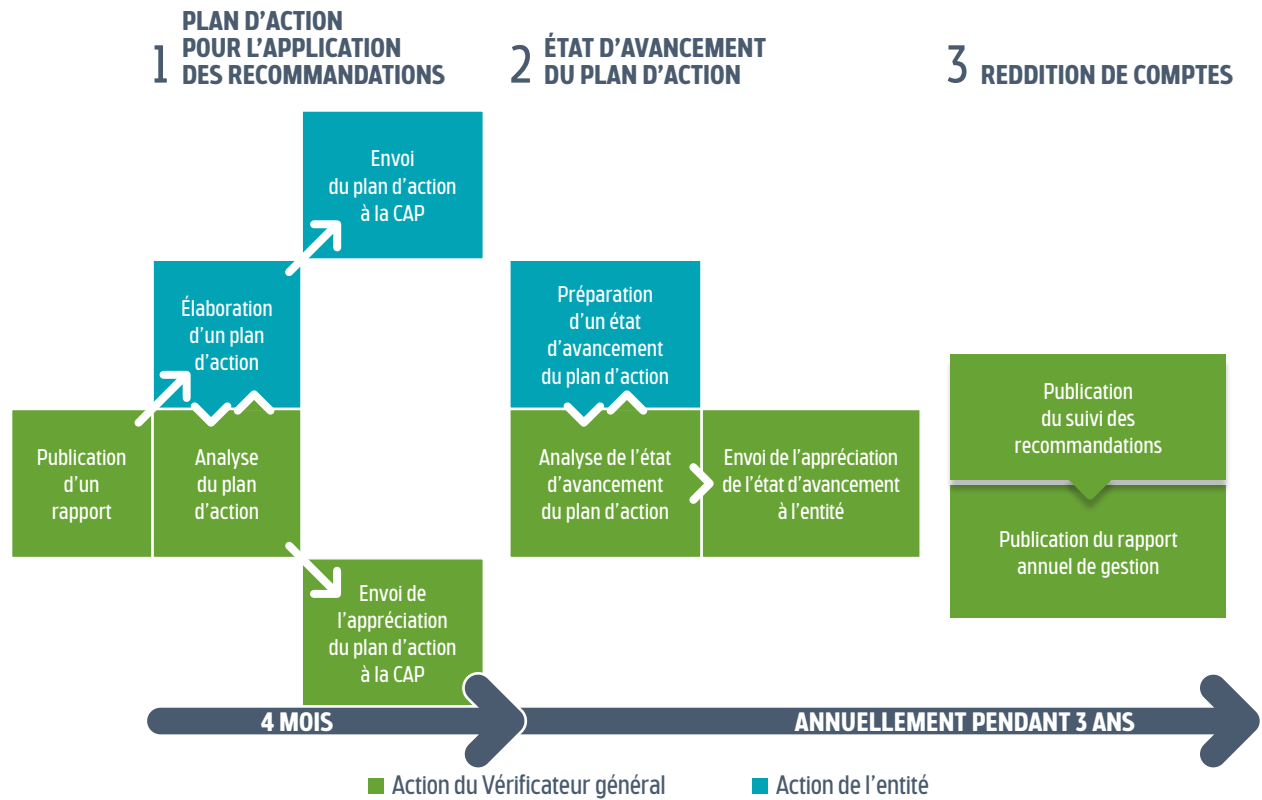 1 PLAN D'ACTION
POUR L'APPLICATION
DES RECOMMANDATIONS
2 ÉTAT D'AVANCEMENT
DU PLAN D'ACTION
3 REDDITION DE COMPTES
Envoi
du plan d'action
à la CAP
Élaboration
d'un plan
d'action
Publication
d'un
rapport
Analyse
du plan
d'action
Envoi de
l'appréciation
du plan d'action
à la CAP
Préparation
d'un état
d'avancement
du plan d'action
Analyse de l'état
d'avancement
du plan d'action
Envoi de l'appréciation
de l'état d'avancement
à l'entité
Publication
du suivi des
recommandations
Publication du rapport
annuel de gestion
4 MOIS
ANNUELLEMENT PENDANT 3 ANS
Action du Vérificateur général
Action de l'entité